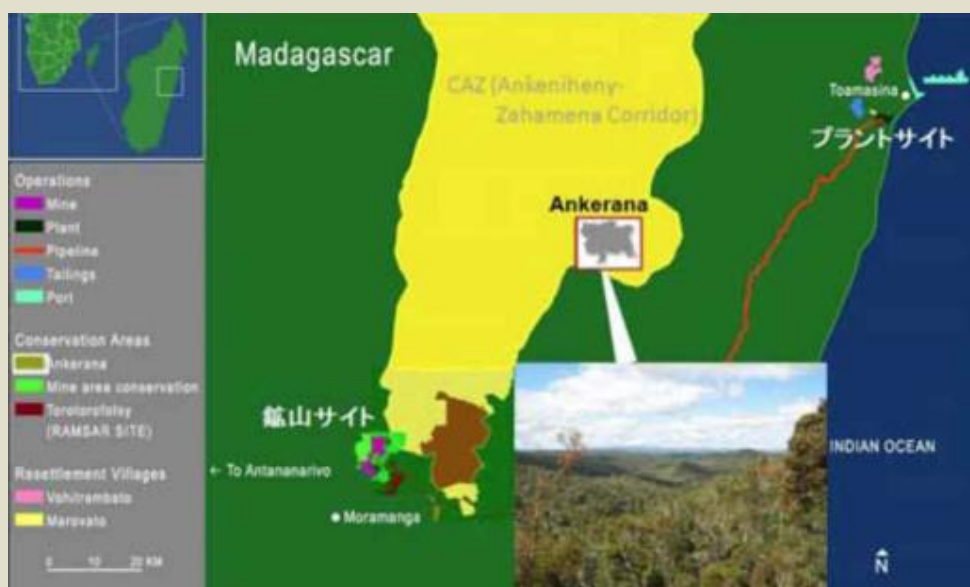 Madagascar
CAZ (Ankeniheny-
Zahamena Corridor)
Toamasina
プラントサイト
Ankerana
Operations
Mine
Plant
Pipeline
Tailings
Port
Conservation Areas
Ankerana
Mine area conservation
Torotorofotsy
(RAMSAR SITE)
Resettlement Villages
Vohitrambato
Marovato
0 10 20 KM
鉱山サイト
← To Antananarivo
Moramanga
INDIAN OCEAN
N